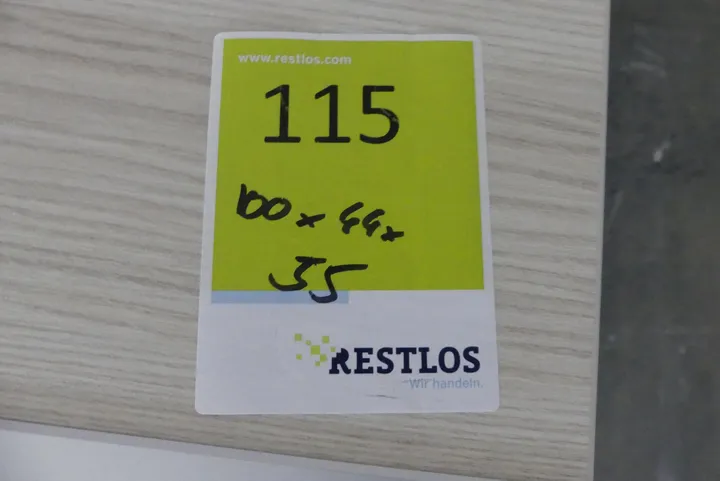 www.restlos.com
115
100 x 44 x
35
RESTLOS
Wir handeln.